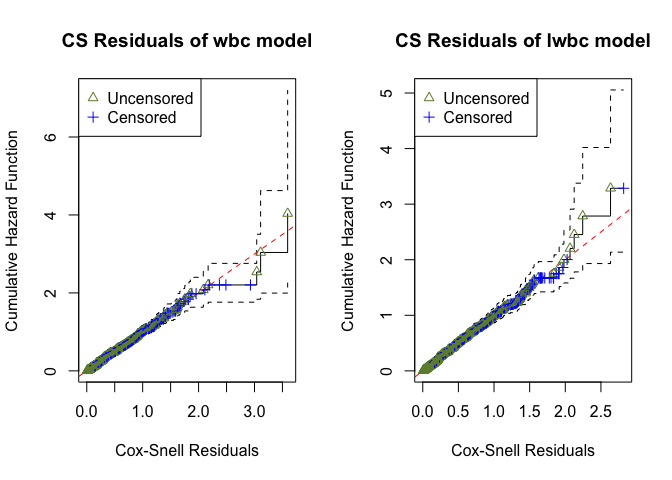 CS Residuals of wbc model
Uncensored
Censored
Cumulative Hazard Function
0
2
4
6
0.0 1.0 2.0 3.0
Cox-Snell Residuals
CS Residuals of lwbc model
Uncensored
Censored
Cumulative Hazard Function
0
1
2
3
4
5
0.0 0.5 1.0 1.5 2.0 2.5
Cox-Snell Residuals